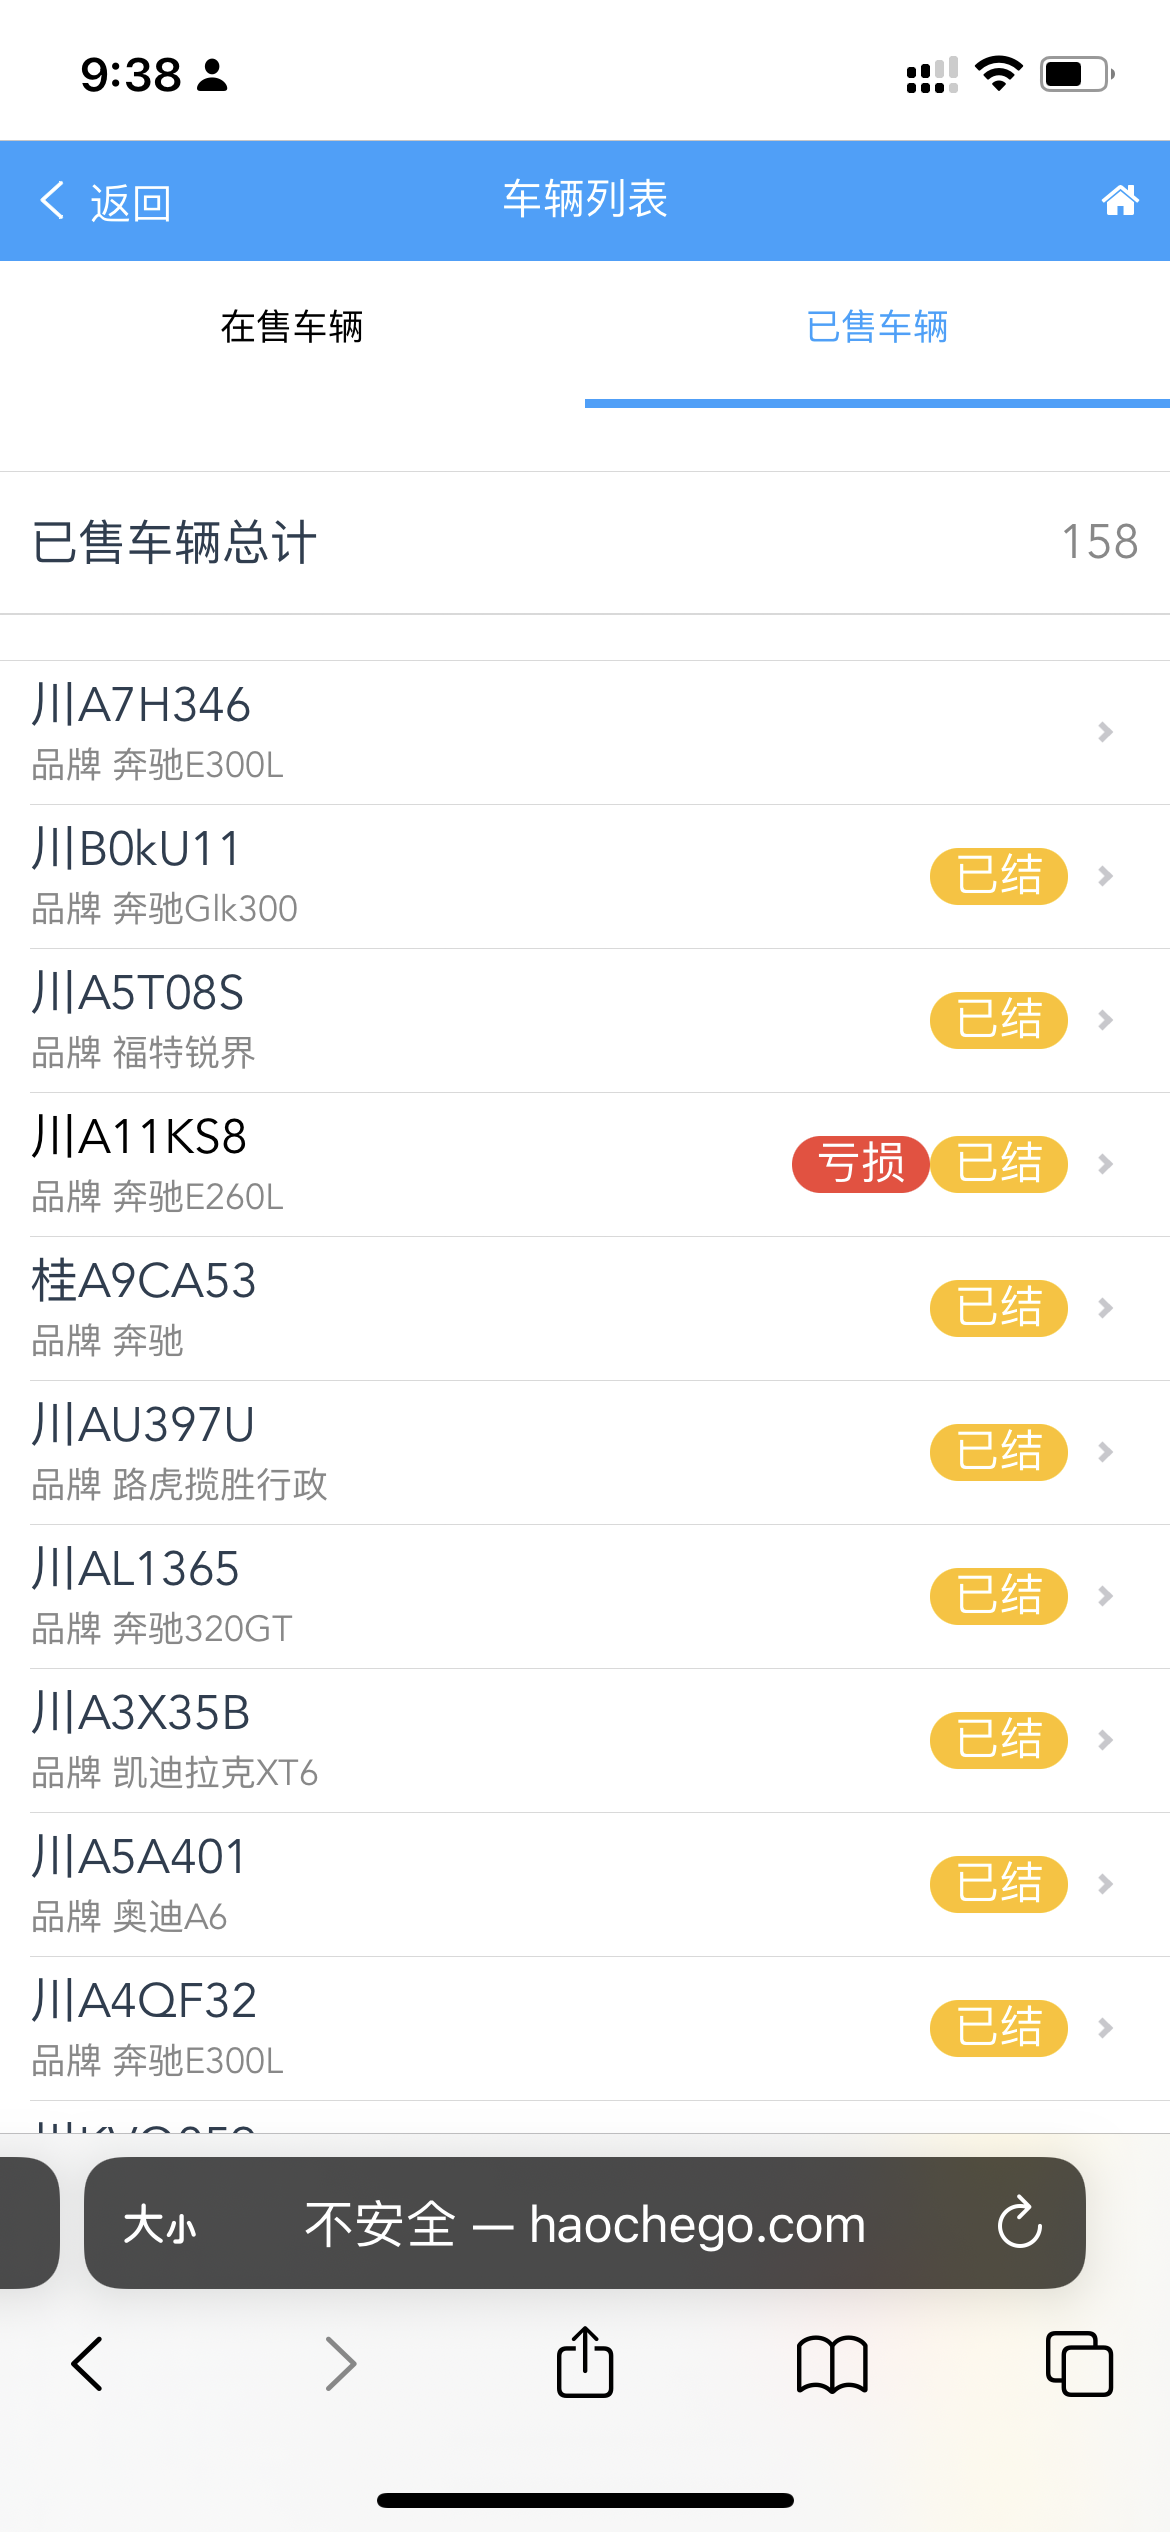 9:38
返回
车辆列表
在售车辆
已售车辆
已售车辆总计
158
川A7H346
品牌 奔驰E300L
川B0kU11
品牌 奔驰Glk300
已结
川A5T08S
品牌 福特锐界
已结
川A11KS8
品牌 奔驰E260L
亏损
已结
桂A9CA53
品牌 奔驰
已结
川AU397U
品牌 路虎揽胜行政
已结
川AL1365
品牌 奔驰320GT
已结
川A3X35B
品牌 凯迪拉克XT6
已结
川A5A401
品牌 奥迪A6
已结
川A4QF32
品牌 奔驰E300L
已结
大小
不安全 — haochego.com